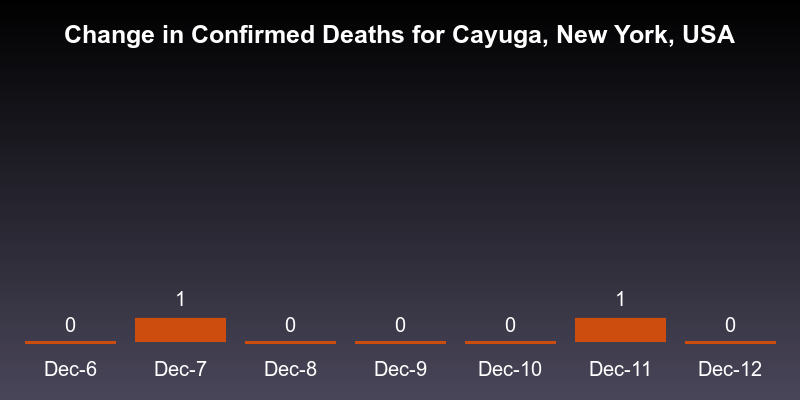 Change in Confirmed Deaths for Cayuga, New York, USA
0 1 0 0 0 1 0
Dec-6 Dec-7 Dec-8 Dec-9 Dec-10 Dec-11 Dec-12